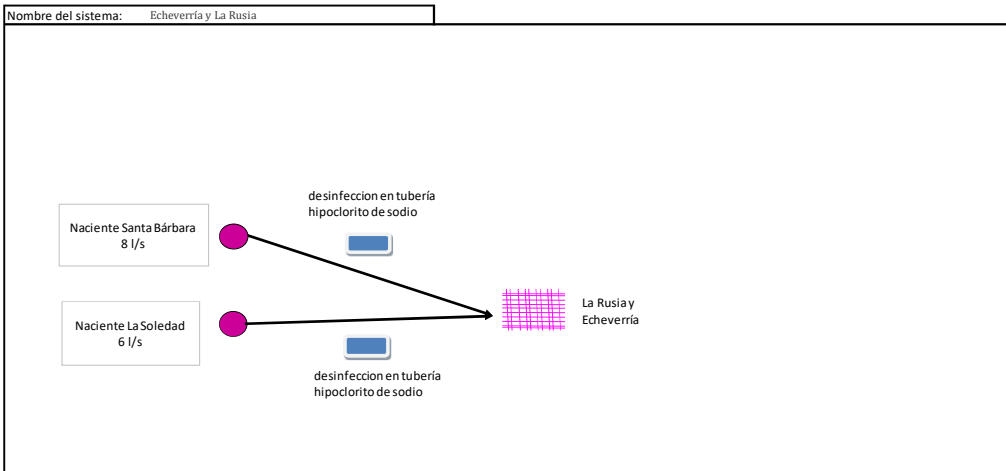 Nombre del sistema: Echeverría y La Rusia
desinfeccion en tubería
hipoclorito de sodio
Naciente Santa Bárbara
8 l/s
La Rusia y
Echeverría
Naciente La Soledad
6 l/s
desinfeccion en tubería
hipoclorito de sodio